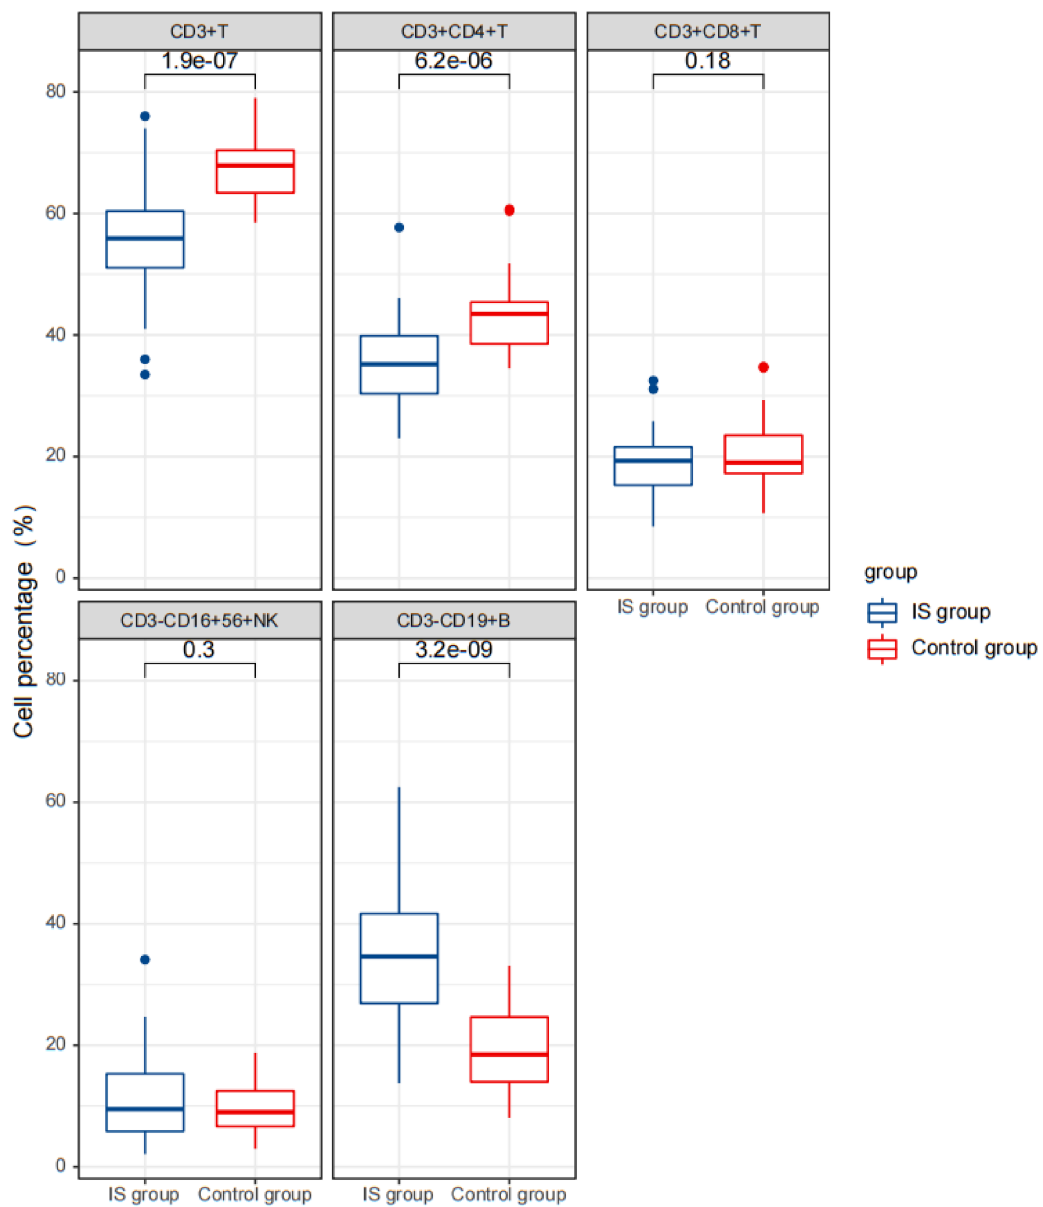 CD3+T
CD3+CD4+T
CD3+CD8+T
1.9e-07
6.2e-06
0.18
80
60
40
20
0
IS group
Control group
CD3-CD16+56+NK
CD3-CD19+B
0.3
3.2e-09
80
60
40
20
0
IS group
Control group
IS group
Control group
Cell percentage (%)
group
IS group
Control group